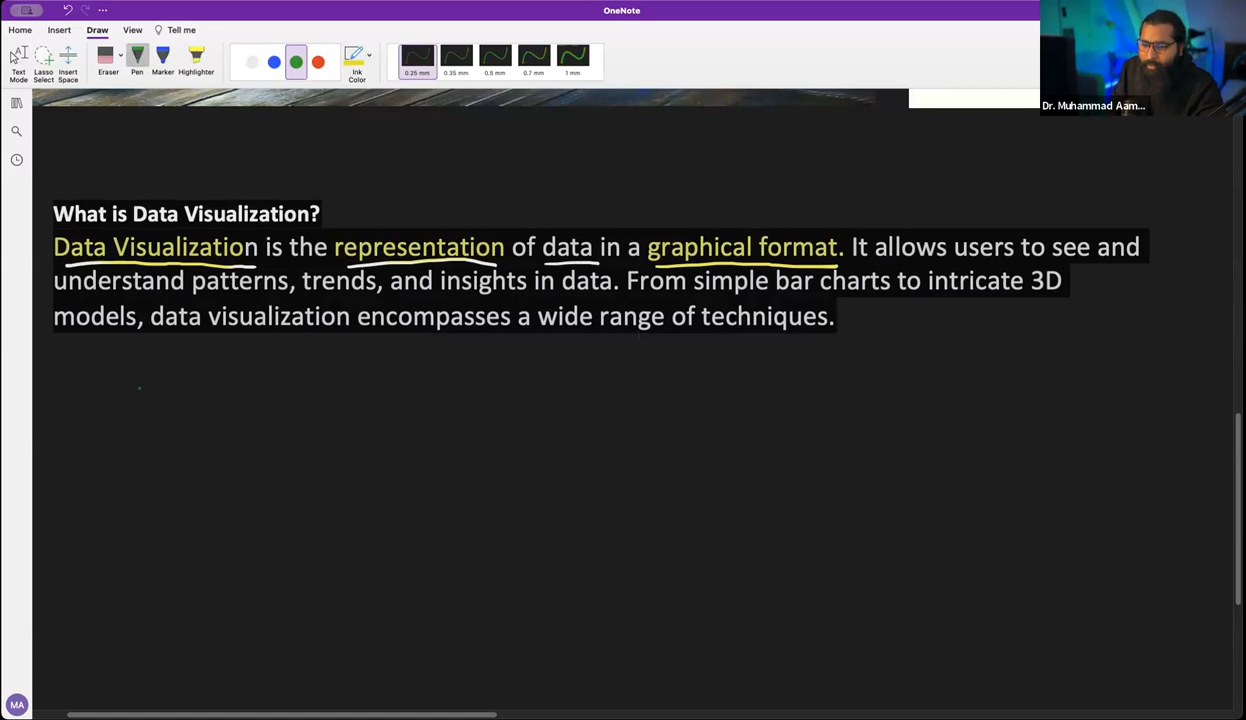 OneNote
Home Insert Draw View Tell me
Text Mode
Lasso Select
Insert Space
Eraser
Pen
Marker
Highlighter
Ink Color
0.25 mm
0.35 mm
0.5 mm
0.7 mm
1 mm
Dr. Muhammad Aam...
What is Data Visualization?
Data Visualization is the representation of data in a graphical format. It allows users to see and
understand patterns, trends, and insights in data. From simple bar charts to intricate 3D
models, data visualization encompasses a wide range of techniques.
MA